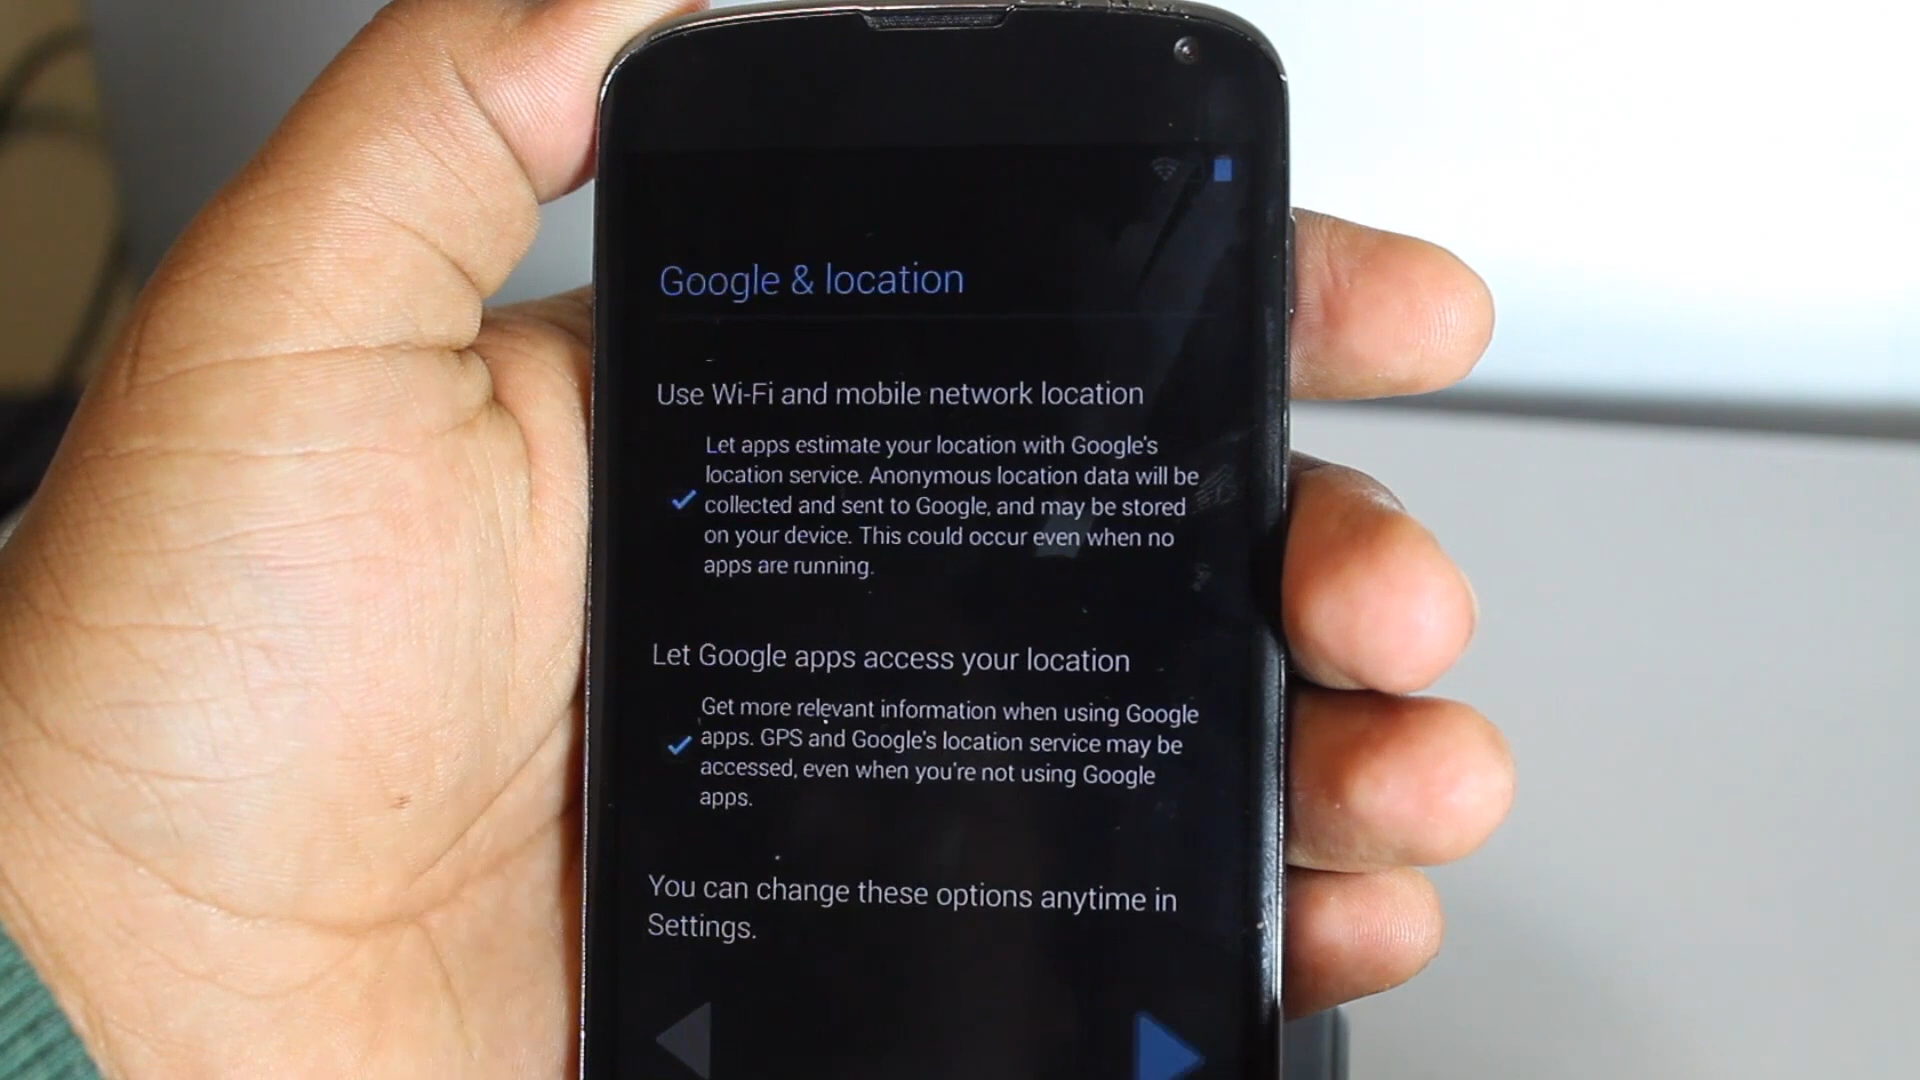 Google & location
Use Wi-Fi and mobile network location
Let apps estimate your location with Google's
location service. Anonymous location data will be
collected and sent to Google, and may be stored
on your device. This could occur even when no
apps are running.
Let Google apps access your location
Get more relevant information when using Google
apps. GPS and Google's location service may be
accessed, even when you're not using Google
apps.
You can change these options anytime in
Settings.